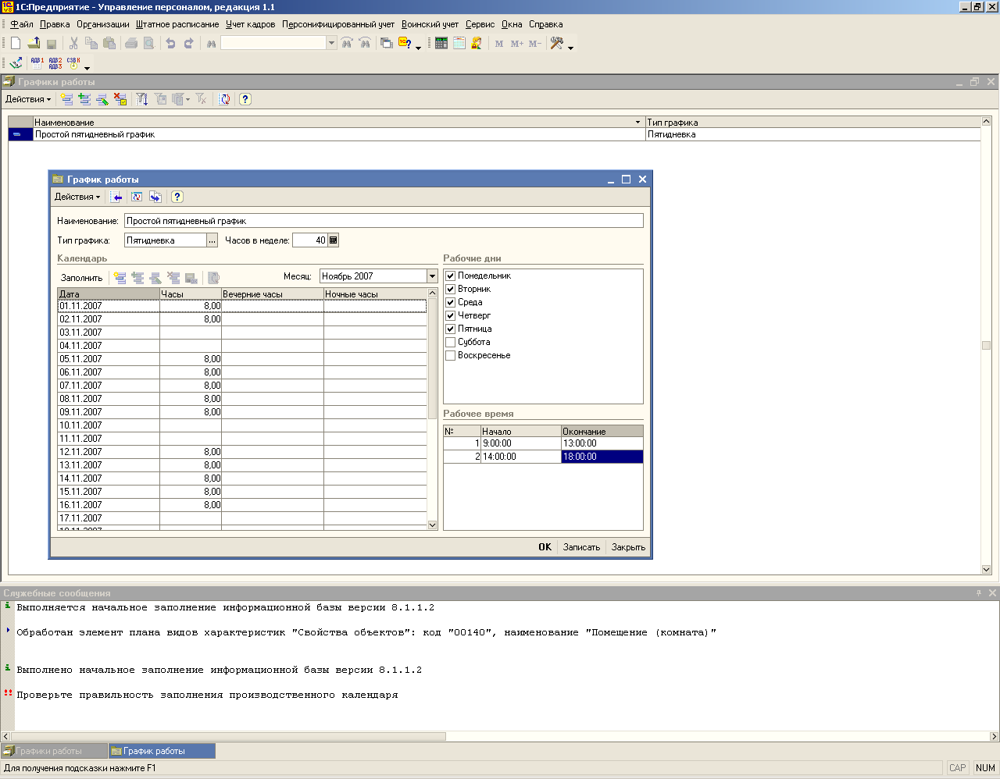 1С:Предприятие - Управление персоналом, редакция 1.1
Файл Правка Организации Штатное расписание Учет кадров Персонифицированный учет Воинский учет Сервис Окна Справка
M M+ M-
АДВ1 АДВ2 АДВ3 СЗВК
Графики работы
Действия
Наименование Тип графика
Простой пятидневный график Пятидневка
График работы
Действия
Наименование: Простой пятидневный график
Тип графика: Пятидневка ... Часов в неделе: 40
Календарь
Заполнить Месяц: Ноябрь 2007
Дата Часы Вечерние часы Ночные часы
01.11.2007 8,00
02.11.2007 8,00
03.11.2007
04.11.2007
05.11.2007 8,00
06.11.2007 8,00
07.11.2007 8,00
08.11.2007 8,00
09.11.2007 8,00
10.11.2007
11.11.2007
12.11.2007 8,00
13.11.2007 8,00
14.11.2007 8,00
15.11.2007 8,00
16.11.2007 8,00
17.11.2007
Рабочие дни
Понедельник
Вторник
Среда
Четверг
Пятница
Суббота
Воскресенье
Рабочее время
№ Начало Окончание
1 9:00:00 13:00:00
2 14:00:00 18:00:00
OK Записать Закрыть
Служебные сообщения
Выполняется начальное заполнение информационной базы версии 8.1.1.2
Обработан элемент плана видов характеристик "Свойства объектов": код "00140", наименование "Помещение (комната)"
Выполнено начальное заполнение информационной базы версии 8.1.1.2
Проверьте правильность заполнения производственного календаря
Графики работы График работы
Для получения подсказки нажмите F1 CAP NUM